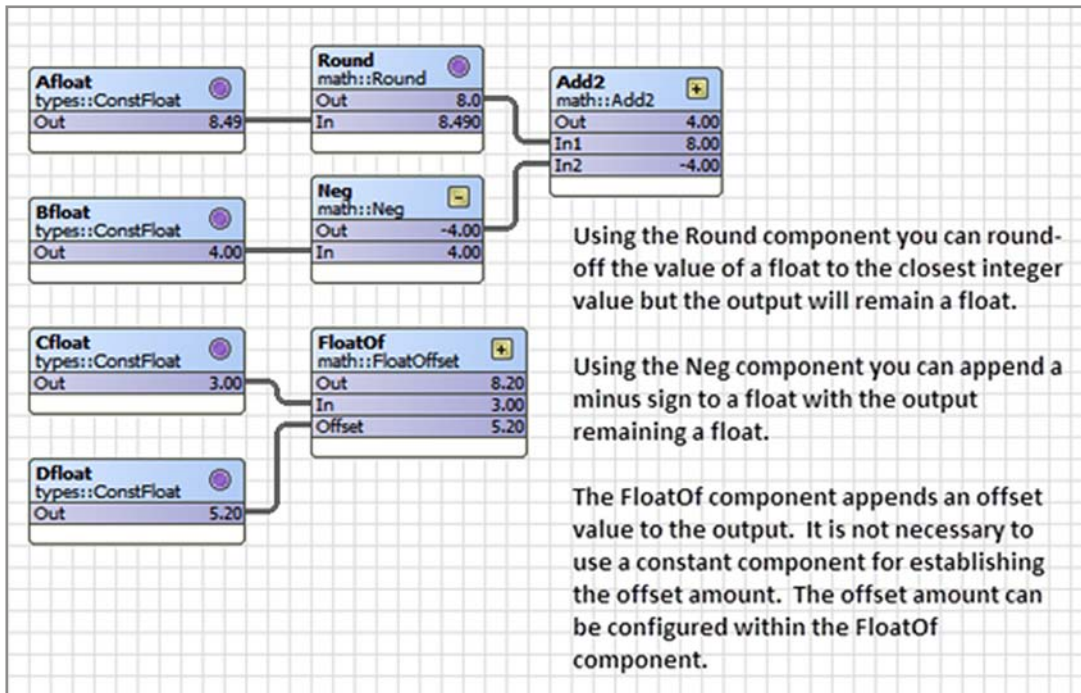 Afloat
types::ConstFloat
Out 8.49
Round
math::Round
Out 8.0
In 8.490
Add2
math::Add2
Out 4.00
In1 8.00
In2 -4.00
Bfloat
types::ConstFloat
Out 4.00
Neg
math::Neg
Out -4.00
In 4.00
Cfloat
types::ConstFloat
Out 3.00
FloatOf
math::FloatOffset
Out 8.20
In 3.00
Offset 5.20
Dfloat
types::ConstFloat
Out 5.20
Using the Round component you can round-
off the value of a float to the closest integer
value but the output will remain a float.
Using the Neg component you can append a
minus sign to a float with the output
remaining a float.
The FloatOf component appends an offset
value to the output.  It is not necessary to
use a constant component for establishing
the offset amount.  The offset amount can
be configured within the FloatOf
component.